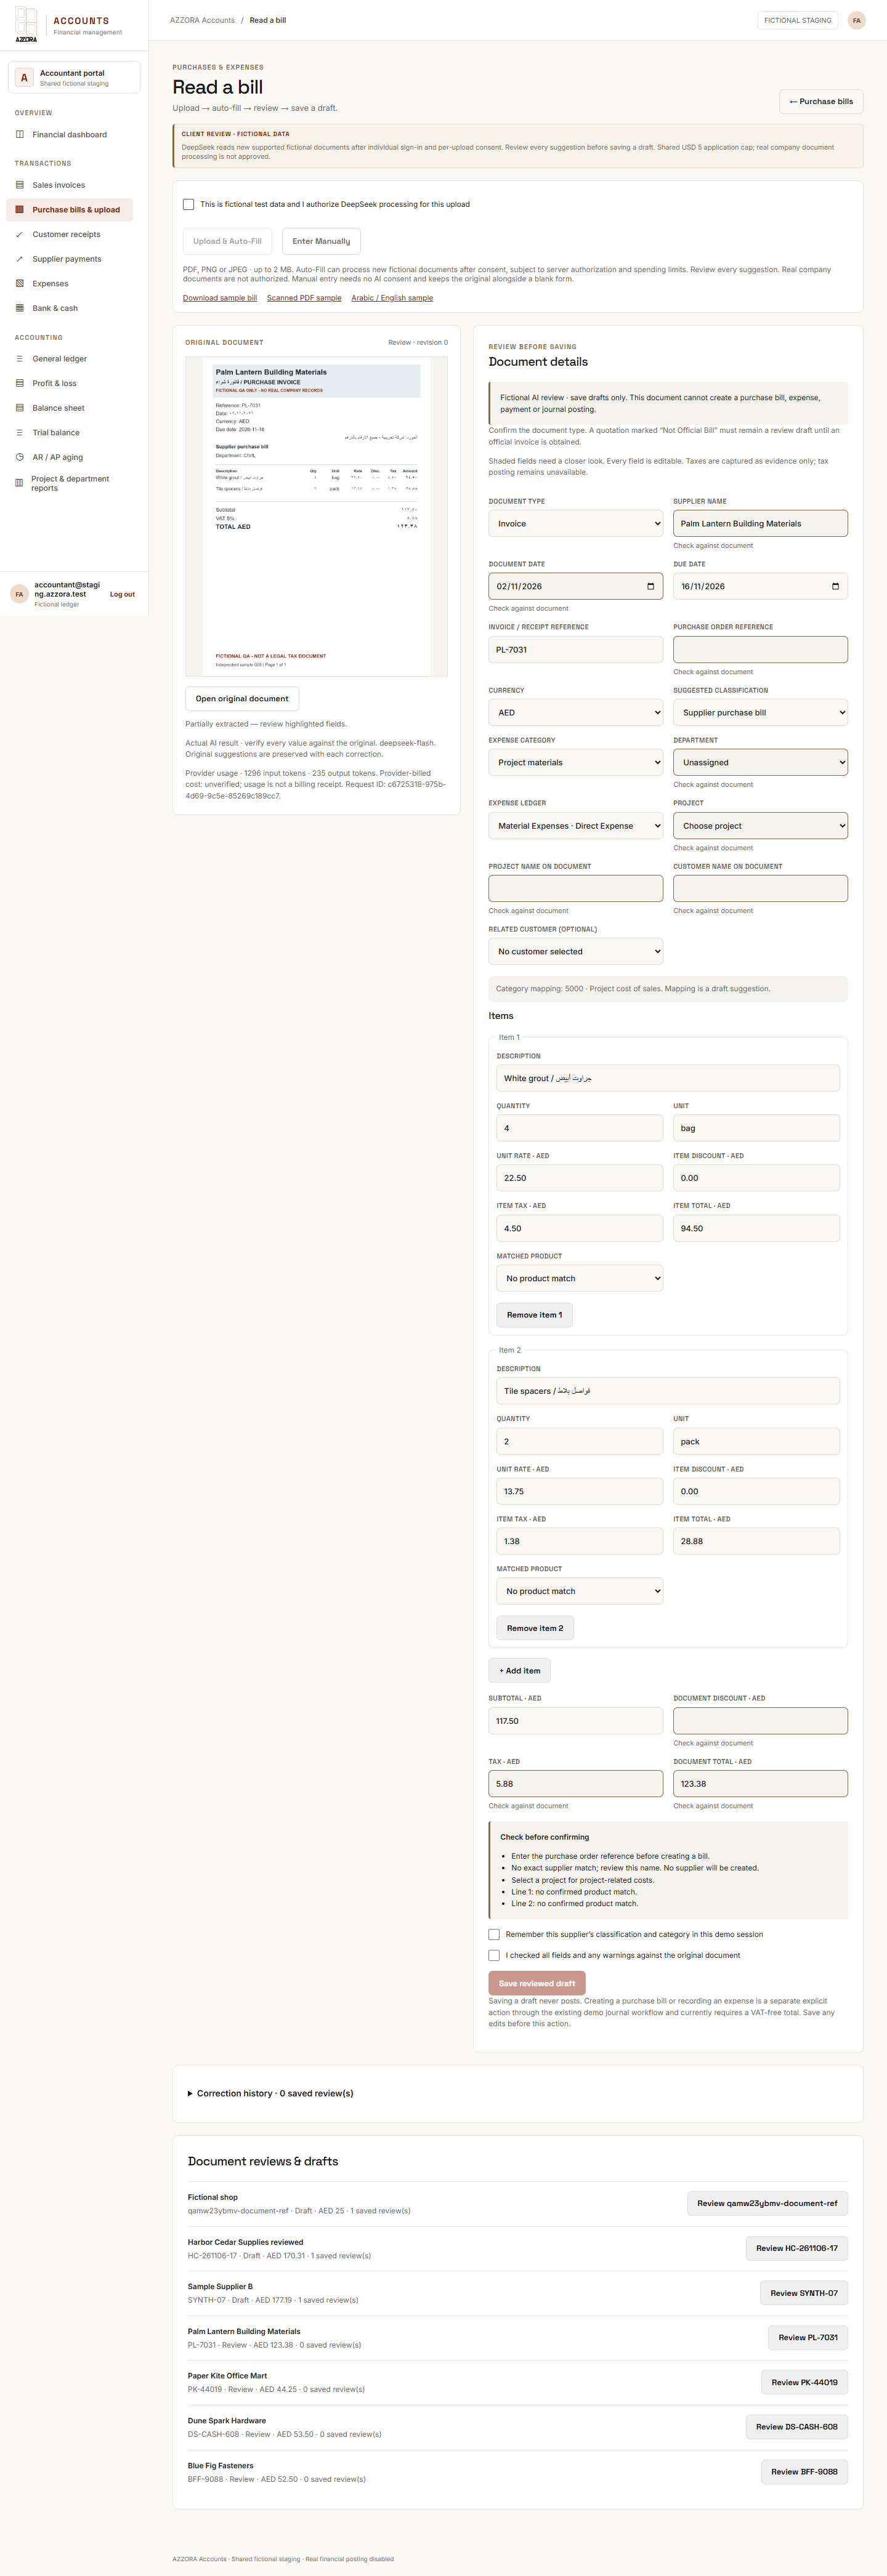 AZZORA
ACCOUNTS
Financial management
A
Accountant portal
Shared fictional staging
OVERVIEW
Financial dashboard
TRANSACTIONS
Sales invoices
Purchase bills & upload
Customer receipts
Supplier payments
Expenses
Bank & cash
ACCOUNTING
General ledger
Profit & loss
Balance sheet
Trial balance
AR / AP aging
Project & department
reports
FA
accountant@stagi
ng.azzora.test
Fictional ledger
Log out
AZZORA Accounts / Read a bill
FICTIONAL STAGING
FA
PURCHASES & EXPENSES
Read a bill
Upload → auto-fill → review → save a draft.
← Purchase bills
CLIENT REVIEW · FICTIONAL DATA
DeepSeek reads new supported fictional documents after individual sign-in and per-upload consent. Review every suggestion before saving a draft. Shared USD 5 application cap; real company document
processing is not approved.
This is fictional test data and I authorize DeepSeek processing for this upload
Upload & Auto-Fill
Enter Manually
PDF, PNG or JPEG · up to 2 MB. Auto-Fill can process new fictional documents after consent, subject to server authorization and spending limits. Review every suggestion. Real company
documents are not authorized. Manual entry needs no AI consent and keeps the original alongside a blank form.
Download sample bill
Scanned PDF sample
Arabic / English sample
ORIGINAL DOCUMENT
Review · revision 0
Palm Lantern Building Materials
فاتورة شراء / PURCHASE INVOICE
FICTIONAL QA ONLY - NO REAL COMPANY RECORDS
Reference: PL-7031
Date: ٠٢-١١-٢٠٢٦
Currency: AED
Due date: 2026-11-16
Supplier purchase bill
Department: CIVIL
Description Qty Unit Rate Disc. Tax Amount
White grout / جراوت أبيض ٤ bag
Tile spacers / فواصل بلاط ٢ pack
Subtotal
VAT 5%
TOTAL AED ١٢٣,٣٨
FICTIONAL QA - NOT A LEGAL TAX DOCUMENT
Independent sample G05 | Page 1 of 1
Open original document
Partially extracted — review highlighted fields.
Actual AI result · verify every value against the original. deepseek-flash.
Original suggestions are preserved with each correction.
Provider usage · 1296 input tokens · 235 output tokens. Provider-billed
cost: unverified; usage is not a billing receipt. Request ID: c6725318-975b-
4d69-9c5e-85269c189cc7.
REVIEW BEFORE SAVING
Document details
Fictional AI review · save drafts only. This document cannot create a purchase bill, expense,
payment or journal posting.
Confirm the document type. A quotation marked “Not Official Bill” must remain a review draft until an
official invoice is obtained.
Shaded fields need a closer look. Every field is editable. Taxes are captured as evidence only; tax
posting remains unavailable.
DOCUMENT TYPE
Invoice
SUPPLIER NAME
Palm Lantern Building Materials
Check against document
DOCUMENT DATE
02/11/2026
Check against document
DUE DATE
16/11/2026
INVOICE / RECEIPT REFERENCE
PL-7031
PURCHASE ORDER REFERENCE
Check against document
CURRENCY
AED
SUGGESTED CLASSIFICATION
Supplier purchase bill
EXPENSE CATEGORY
Project materials
DEPARTMENT
Unassigned
Check against document
EXPENSE LEDGER
Material Expenses · Direct Expense
PROJECT
Choose project
Check against document
PROJECT NAME ON DOCUMENT
Check against document
CUSTOMER NAME ON DOCUMENT
Check against document
RELATED CUSTOMER (OPTIONAL)
No customer selected
Category mapping: 5000 · Project cost of sales. Mapping is a draft suggestion.
Items
Item 1
DESCRIPTION
White grout / جراوت أبيض
QUANTITY
4
UNIT
bag
UNIT RATE · AED
22.50
ITEM DISCOUNT · AED
0.00
ITEM TAX · AED
4.50
ITEM TOTAL · AED
94.50
MATCHED PRODUCT
No product match
Remove item 1
Item 2
DESCRIPTION
Tile spacers / فواصل بلاط
QUANTITY
2
UNIT
pack
UNIT RATE · AED
13.75
ITEM DISCOUNT · AED
0.00
ITEM TAX · AED
1.38
ITEM TOTAL · AED
28.88
MATCHED PRODUCT
No product match
Remove item 2
+ Add item
SUBTOTAL · AED
117.50
DOCUMENT DISCOUNT · AED
Check against document
TAX · AED
5.88
Check against document
DOCUMENT TOTAL · AED
123.38
Check against document
Check before confirming
• Enter the purchase order reference before creating a bill.
• No exact supplier match; review this name. No supplier will be created.
• Select a project for project-related costs.
• Line 1: no confirmed product match.
• Line 2: no confirmed product match.
Remember this supplier’s classification and category in this demo session
I checked all fields and any warnings against the original document
Save reviewed draft
Saving a draft never posts. Creating a purchase bill or recording an expense is a separate explicit
action through the existing demo journal workflow and currently requires a VAT-free total. Save any
edits before this action.
Correction history · 0 saved review(s)
Document reviews & drafts
Fictional shop
qamw23ybmv-document-ref · Draft · AED 25 · 1 saved review(s)
Review qamw23ybmv-document-ref
Harbor Cedar Supplies reviewed
HC-261106-17 · Draft · AED 170.31 · 1 saved review(s)
Review HC-261106-17
Sample Supplier B
SYNTH-07 · Draft · AED 177.19 · 1 saved review(s)
Review SYNTH-07
Palm Lantern Building Materials
PL-7031 · Review · AED 123.38 · 0 saved review(s)
Review PL-7031
Paper Kite Office Mart
PK-44019 · Review · AED 44.25 · 0 saved review(s)
Review PK-44019
Dune Spark Hardware
DS-CASH-608 · Review · AED 53.50 · 0 saved review(s)
Review DS-CASH-608
Blue Fig Fasteners
BFF-9088 · Review · AED 52.50 · 0 saved review(s)
Review BFF-9088
AZZORA Accounts · Shared fictional staging · Real financial posting disabled